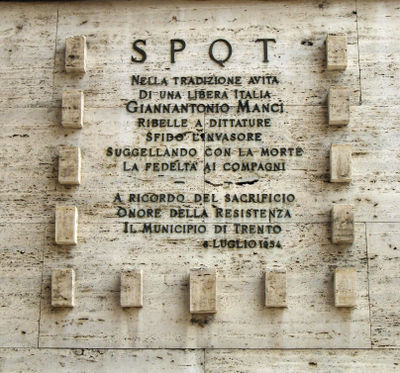 SPQT
NELLA TRADIZIONE AVITA
DI UNA LIBERA ITALIA
GIANNANTONIO MANCI
RIBELLE A DITTATURE
SFIDÒ L'INVASORE
SUGGELLANDO CON LA MORTE
LA FEDELTÀ AI COMPAGNI
A RICORDO DEL SACRIFICIO
ONORE DELLA RESISTENZA
IL MUNICIPIO DI TRENTO
6 LUGLIO 1954